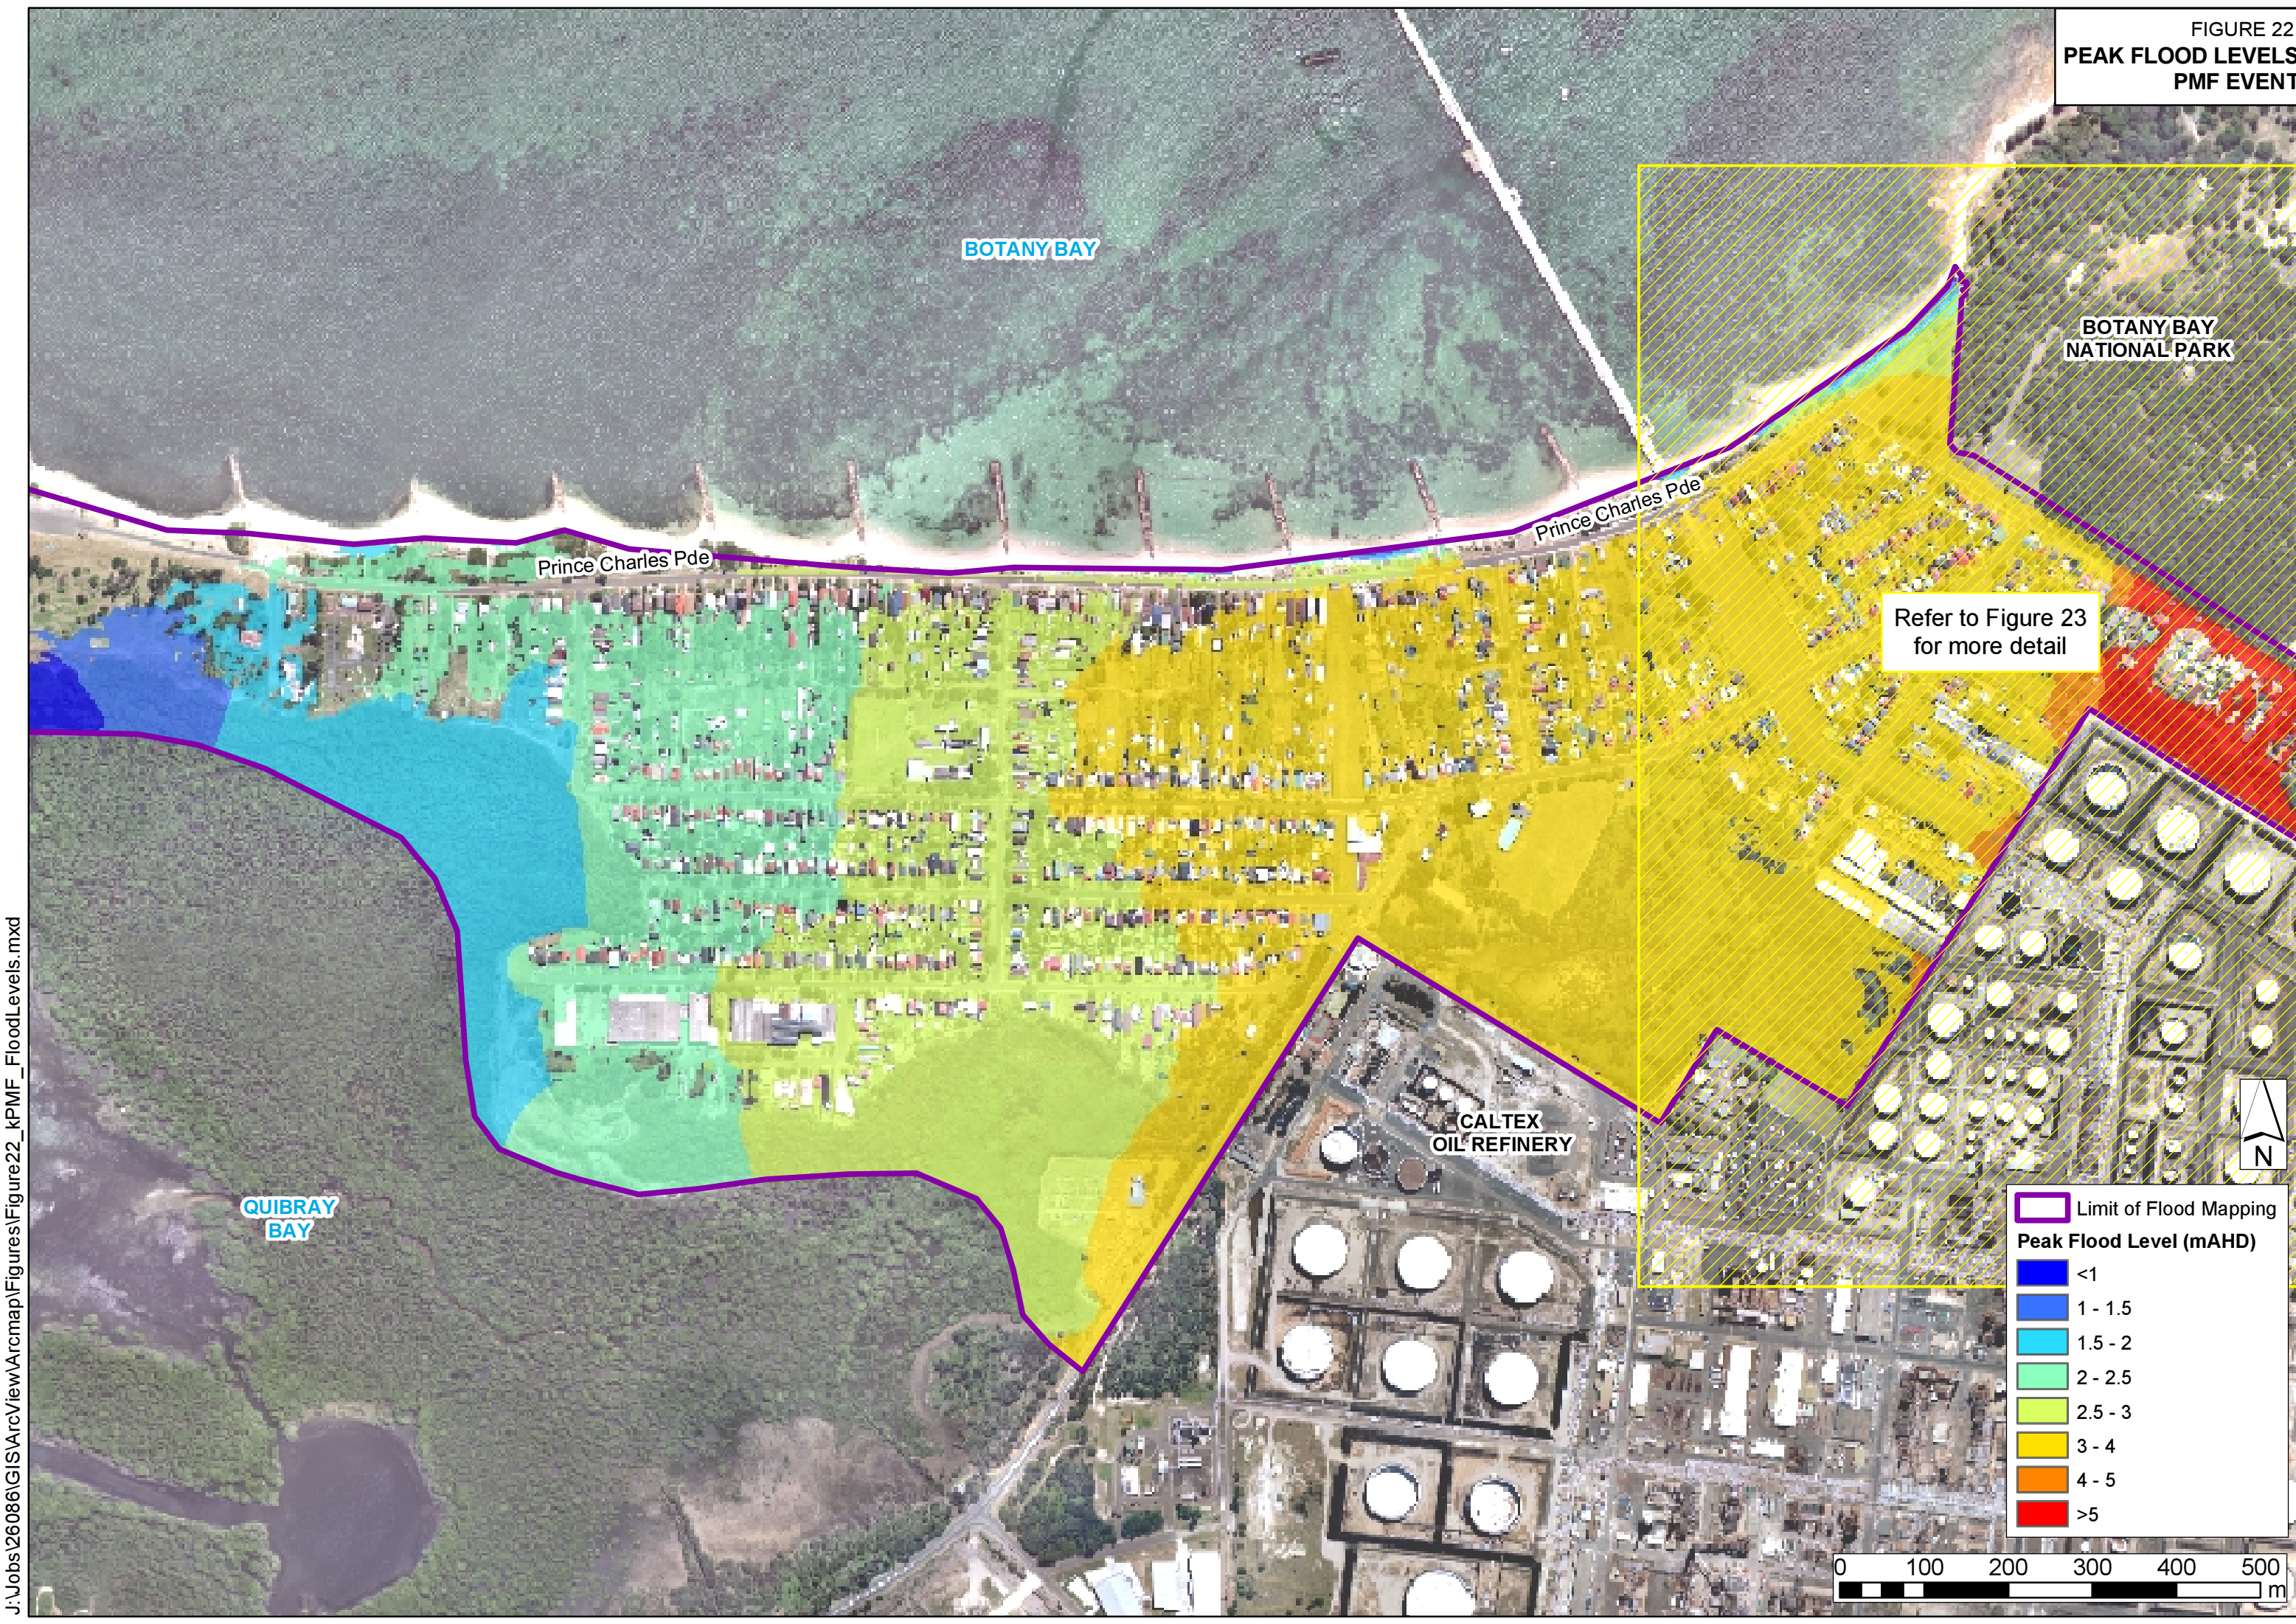 FIGURE 22
PEAK FLOOD LEVELS
PMF EVENT
BOTANY BAY
BOTANY BAY
NATIONAL PARK
Prince Charles Pde
Prince Charles Pde
Refer to Figure 23
for more detail
CALTEX
OIL REFINERY
QUIBRAY
BAY
N
Limit of Flood Mapping
Peak Flood Level (mAHD)
<1
1 - 1.5
1.5 - 2
2 - 2.5
2.5 - 3
3 - 4
4 - 5
>5
0 100 200 300 400 500
m
J:\Jobs\26086\GIS\ArcView\Arcmap\Figures\Figure22_kPMF_FloodLevels.mxd